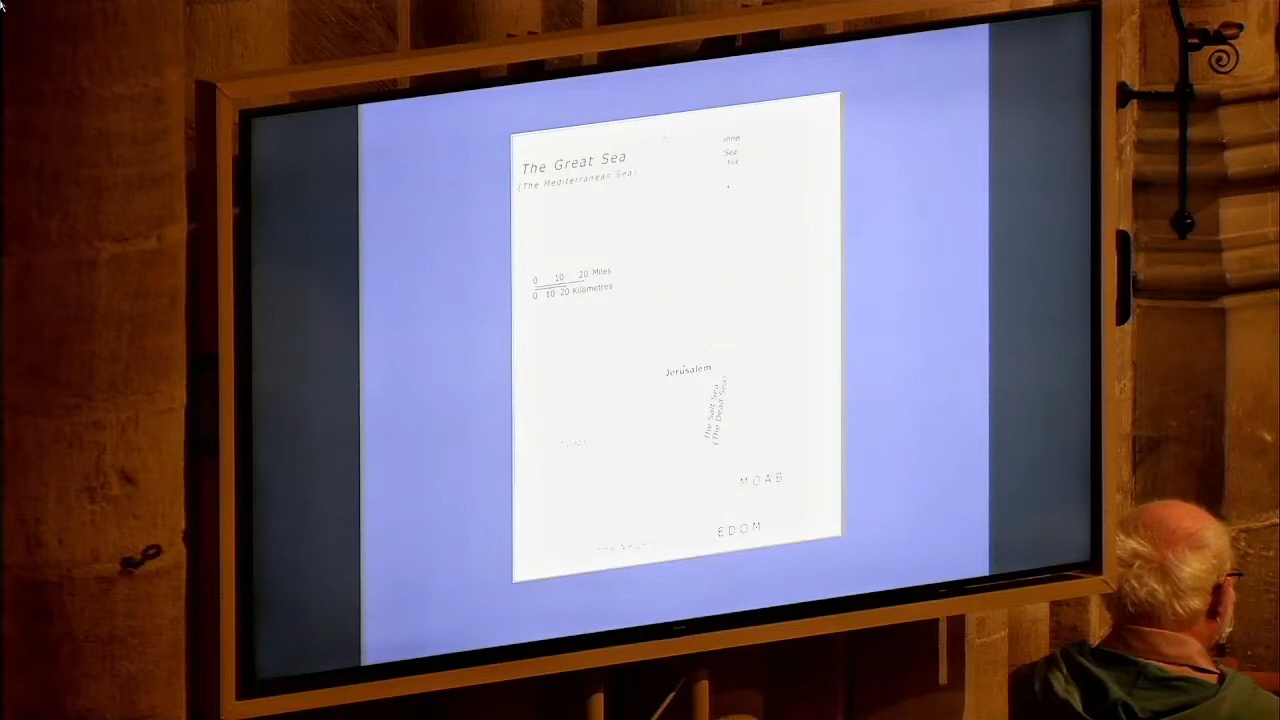 The Great Sea
(The Mediterranean Sea)
Sea
0 10 20 Miles
0 10 20 Kilometres
Jerusalem
The Salt Sea
(The Dead Sea)
MOAB
EDOM